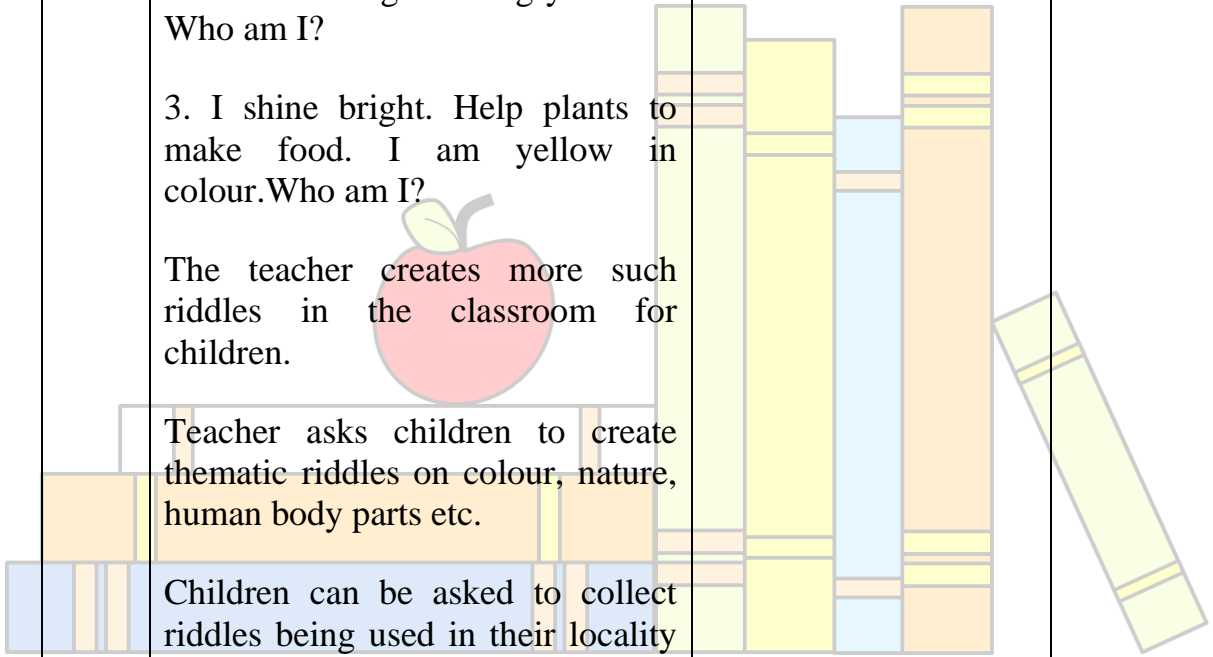 Who am I?
3. I shine bright. Help plants to
make food. I am yellow in
colour.Who am I?
The teacher creates more such
riddles in the classroom for
children.
Teacher asks children to create
thematic riddles on colour, nature,
human body parts etc.
Children can be asked to collect
riddles being used in their locality